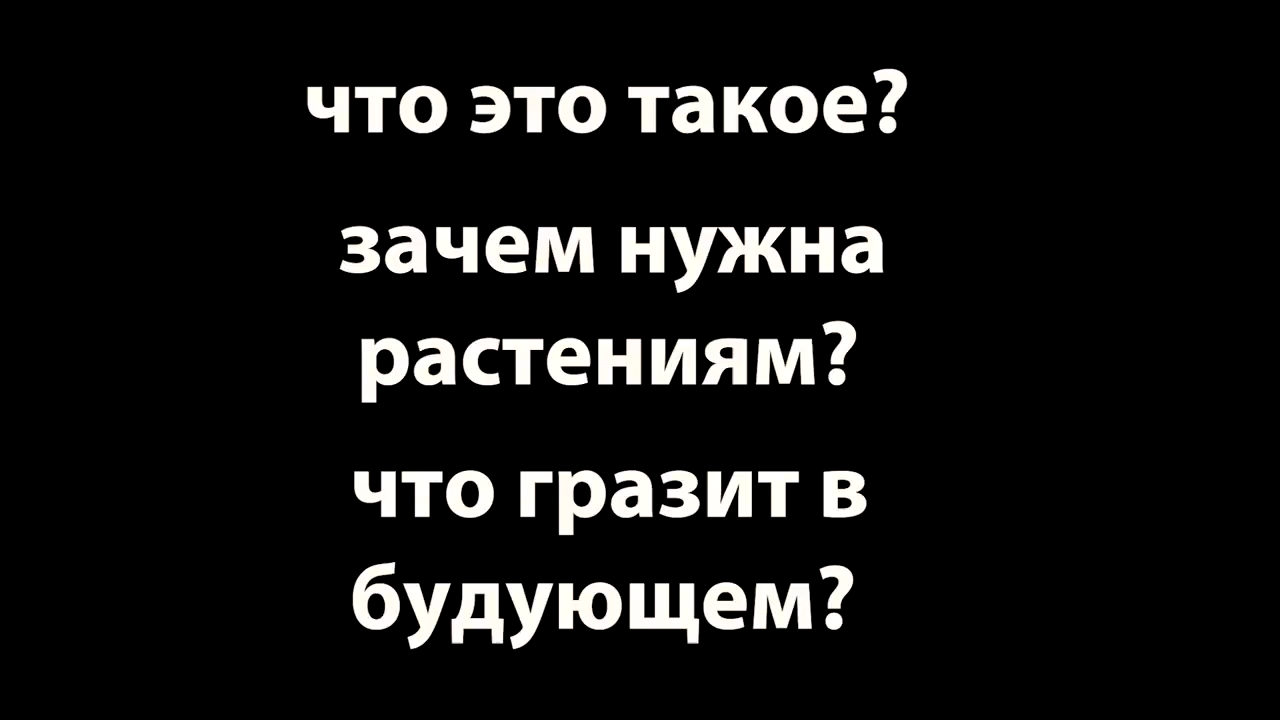 что это такое?
зачем нужна
растениям?
что гразит в
будующем?